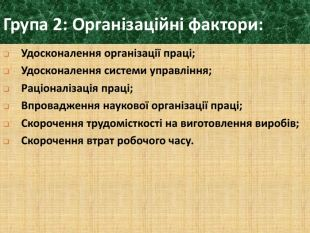 Група 2: Організаційні фактори:
Удосконалення організації праці;
Удосконалення системи управління;
Раціоналізація праці;
Впровадження наукової організації праці;
Скорочення трудомісткості на виготовлення виробів;
Скорочення втрат робочого часу.